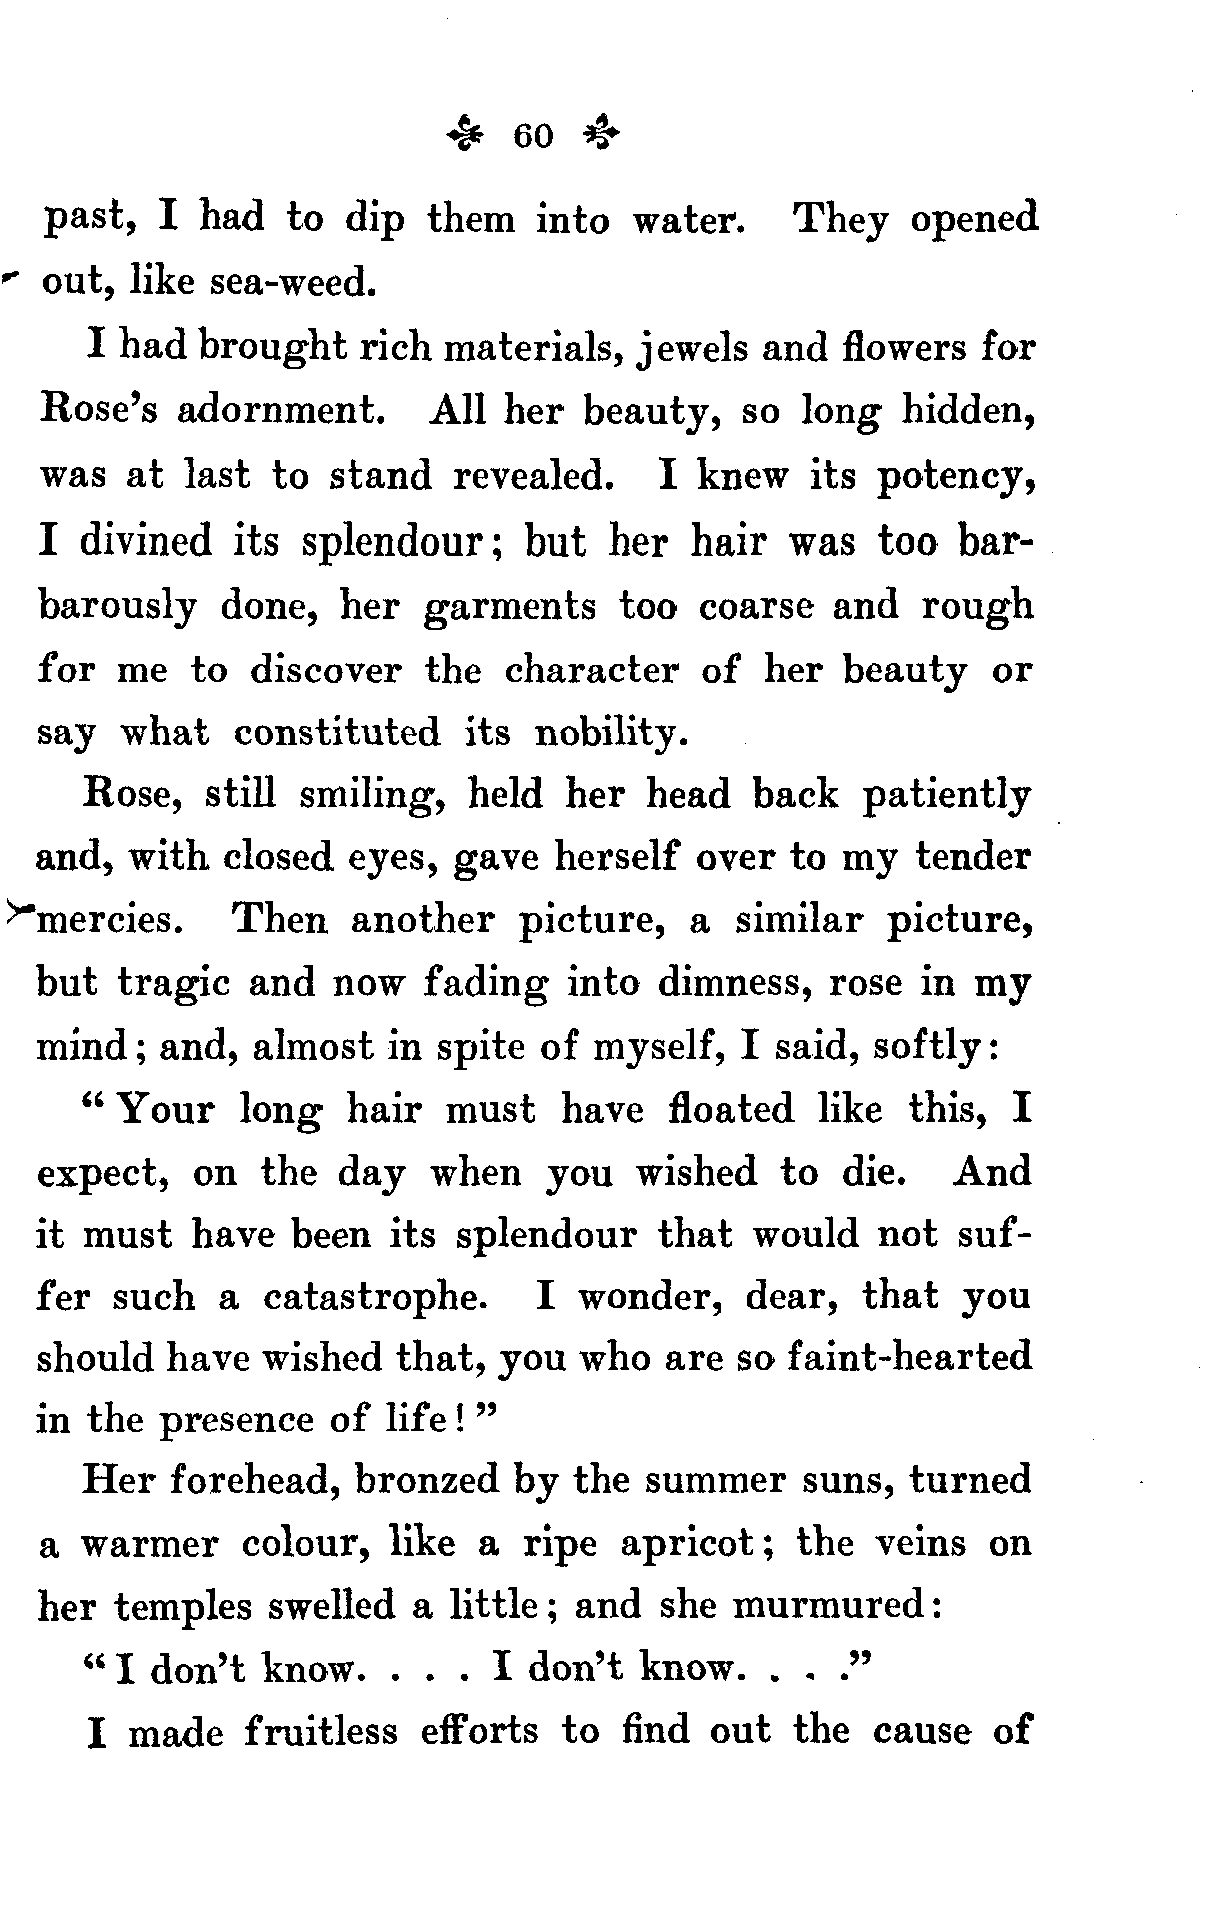 60
past, I had to dip them into water. They opened
out, like sea-weed.
I had brought rich materials, jewels and flowers for
Rose's adornment. All her beauty, so long hidden,
was at last to stand revealed. I knew its potency,
I divined its splendour; but her hair was too bar-
barously done, her garments too coarse and rough
for me to discover the character of her beauty or
say what constituted its nobility.
Rose, still smiling, held her head back patiently
and, with closed eyes, gave herself over to my tender
mercies. Then another picture, a similar picture,
but tragic and now fading into dimness, rose in my
mind; and, almost in spite of myself, I said, softly:
"Your long hair must have floated like this, I
expect, on the day when you wished to die. And
it must have been its splendour that would not suf-
fer such a catastrophe. I wonder, dear, that you
should have wished that, you who are so faint-hearted
in the presence of life!"
Her forehead, bronzed by the summer suns, turned
a warmer colour, like a ripe apricot; the veins on
her temples swelled a little; and she murmured:
"I don't know. . . . I don't know. . . ."
I made fruitless efforts to find out the cause of